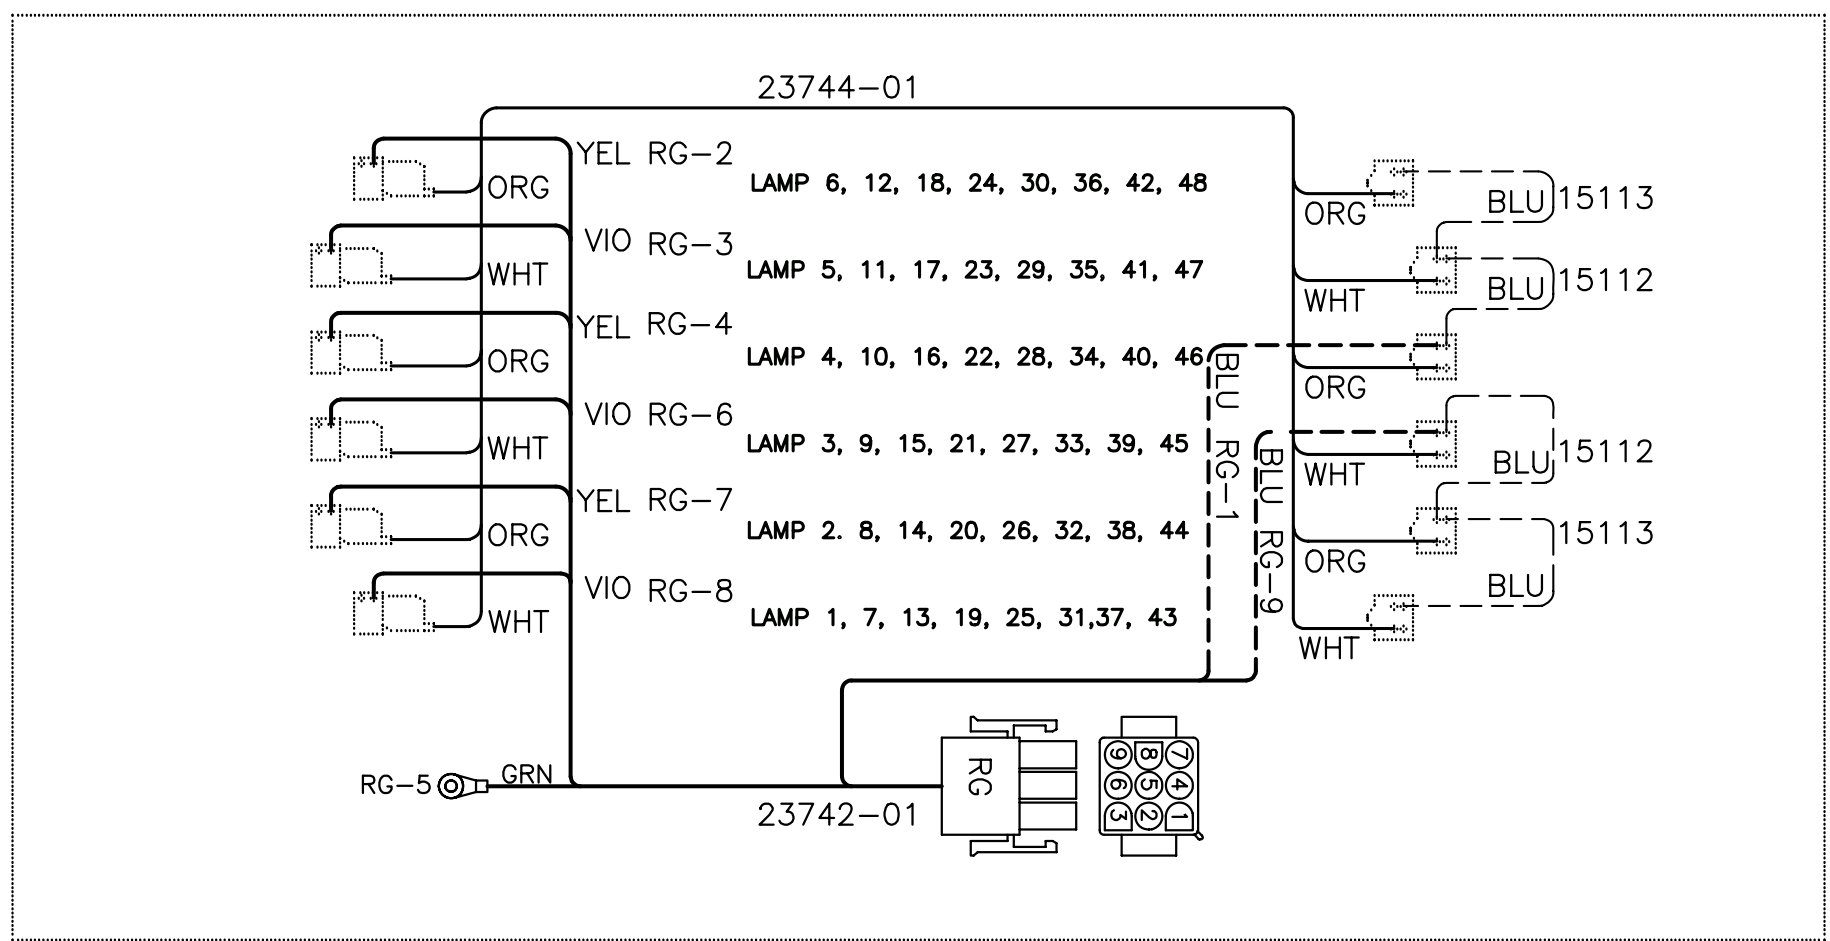 23744-01
YEL RG-2
ORG
LAMP 6, 12, 18, 24, 30, 36, 42, 48
ORG
BLU 15113
VIO RG-3
WHT
LAMP 5, 11, 17, 23, 29, 35, 41, 47
WHT
BLU 15112
YEL RG-4
ORG
LAMP 4, 10, 16, 22, 28, 34, 40, 46
BLU RG-1
ORG
VIO RG-6
WHT
LAMP 3, 9, 15, 21, 27, 33, 39, 45
BLU RG-9
WHT
BLU 15112
YEL RG-7
ORG
LAMP 2. 8, 14, 20, 26, 32, 38, 44
ORG
15113
BLU
VIO RG-8
WHT
LAMP 1, 7, 13, 19, 25, 31,37, 43
WHT
RG-5 GRN
23742-01
RG
9 8 7
6 5 4
3 2 1